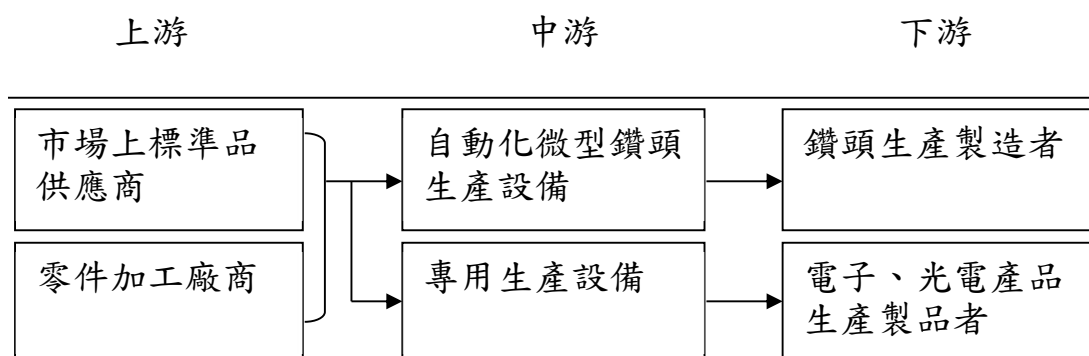 上游 中游 下游
市場上標準品
供應商
自動化微型鑽頭
生產設備
鑽頭生產製造者
零件加工廠商
專用生產設備
電子、光電產品
生產製品者